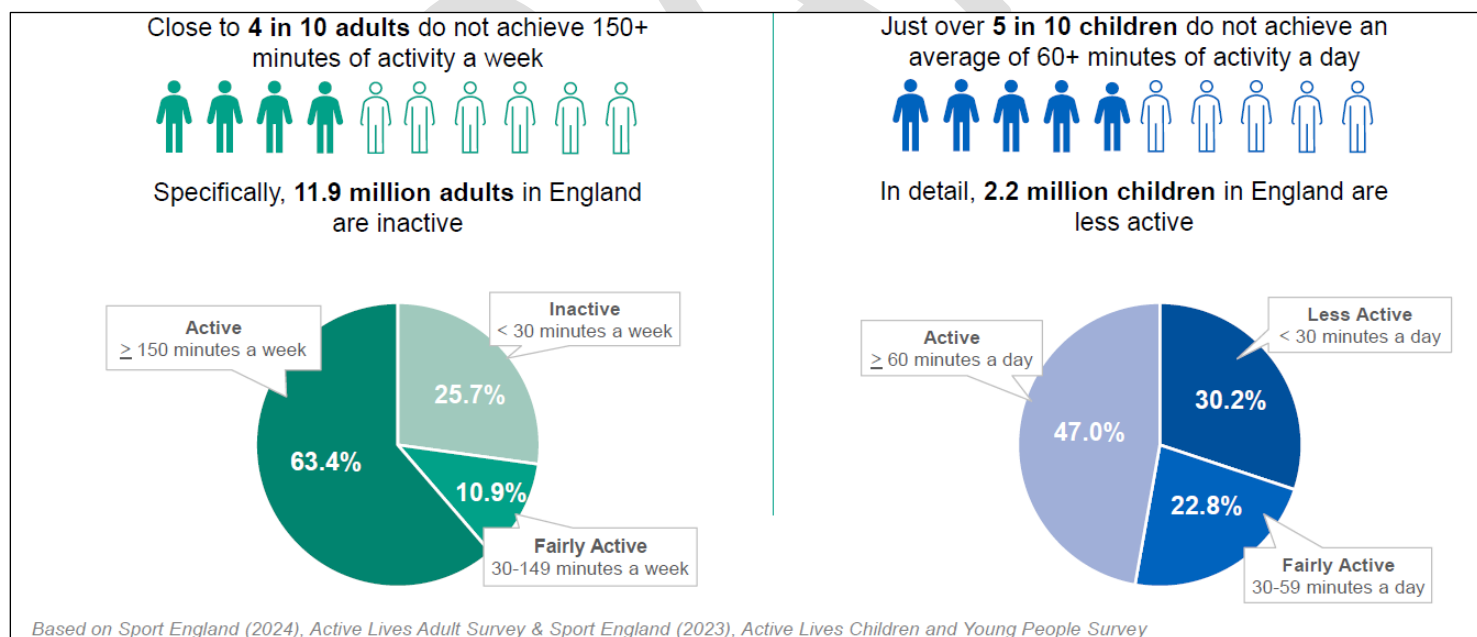 Close to 4 in 10 adults do not achieve 150+
minutes of activity a week
Specifically, 11.9 million adults in England
are inactive
Active
≥ 150 minutes a week
Inactive
< 30 minutes a week
25.7%
63.4%
10.9%
Fairly Active
30-149 minutes a week
Just over 5 in 10 children do not achieve an
average of 60+ minutes of activity a day
In detail, 2.2 million children in England are
less active
Active
≥ 60 minutes a day
Less Active
< 30 minutes a day
30.2%
47.0%
22.8%
Fairly Active
30-59 minutes a day
Based on Sport England (2024), Active Lives Adult Survey & Sport England (2023), Active Lives Children and Young People Survey